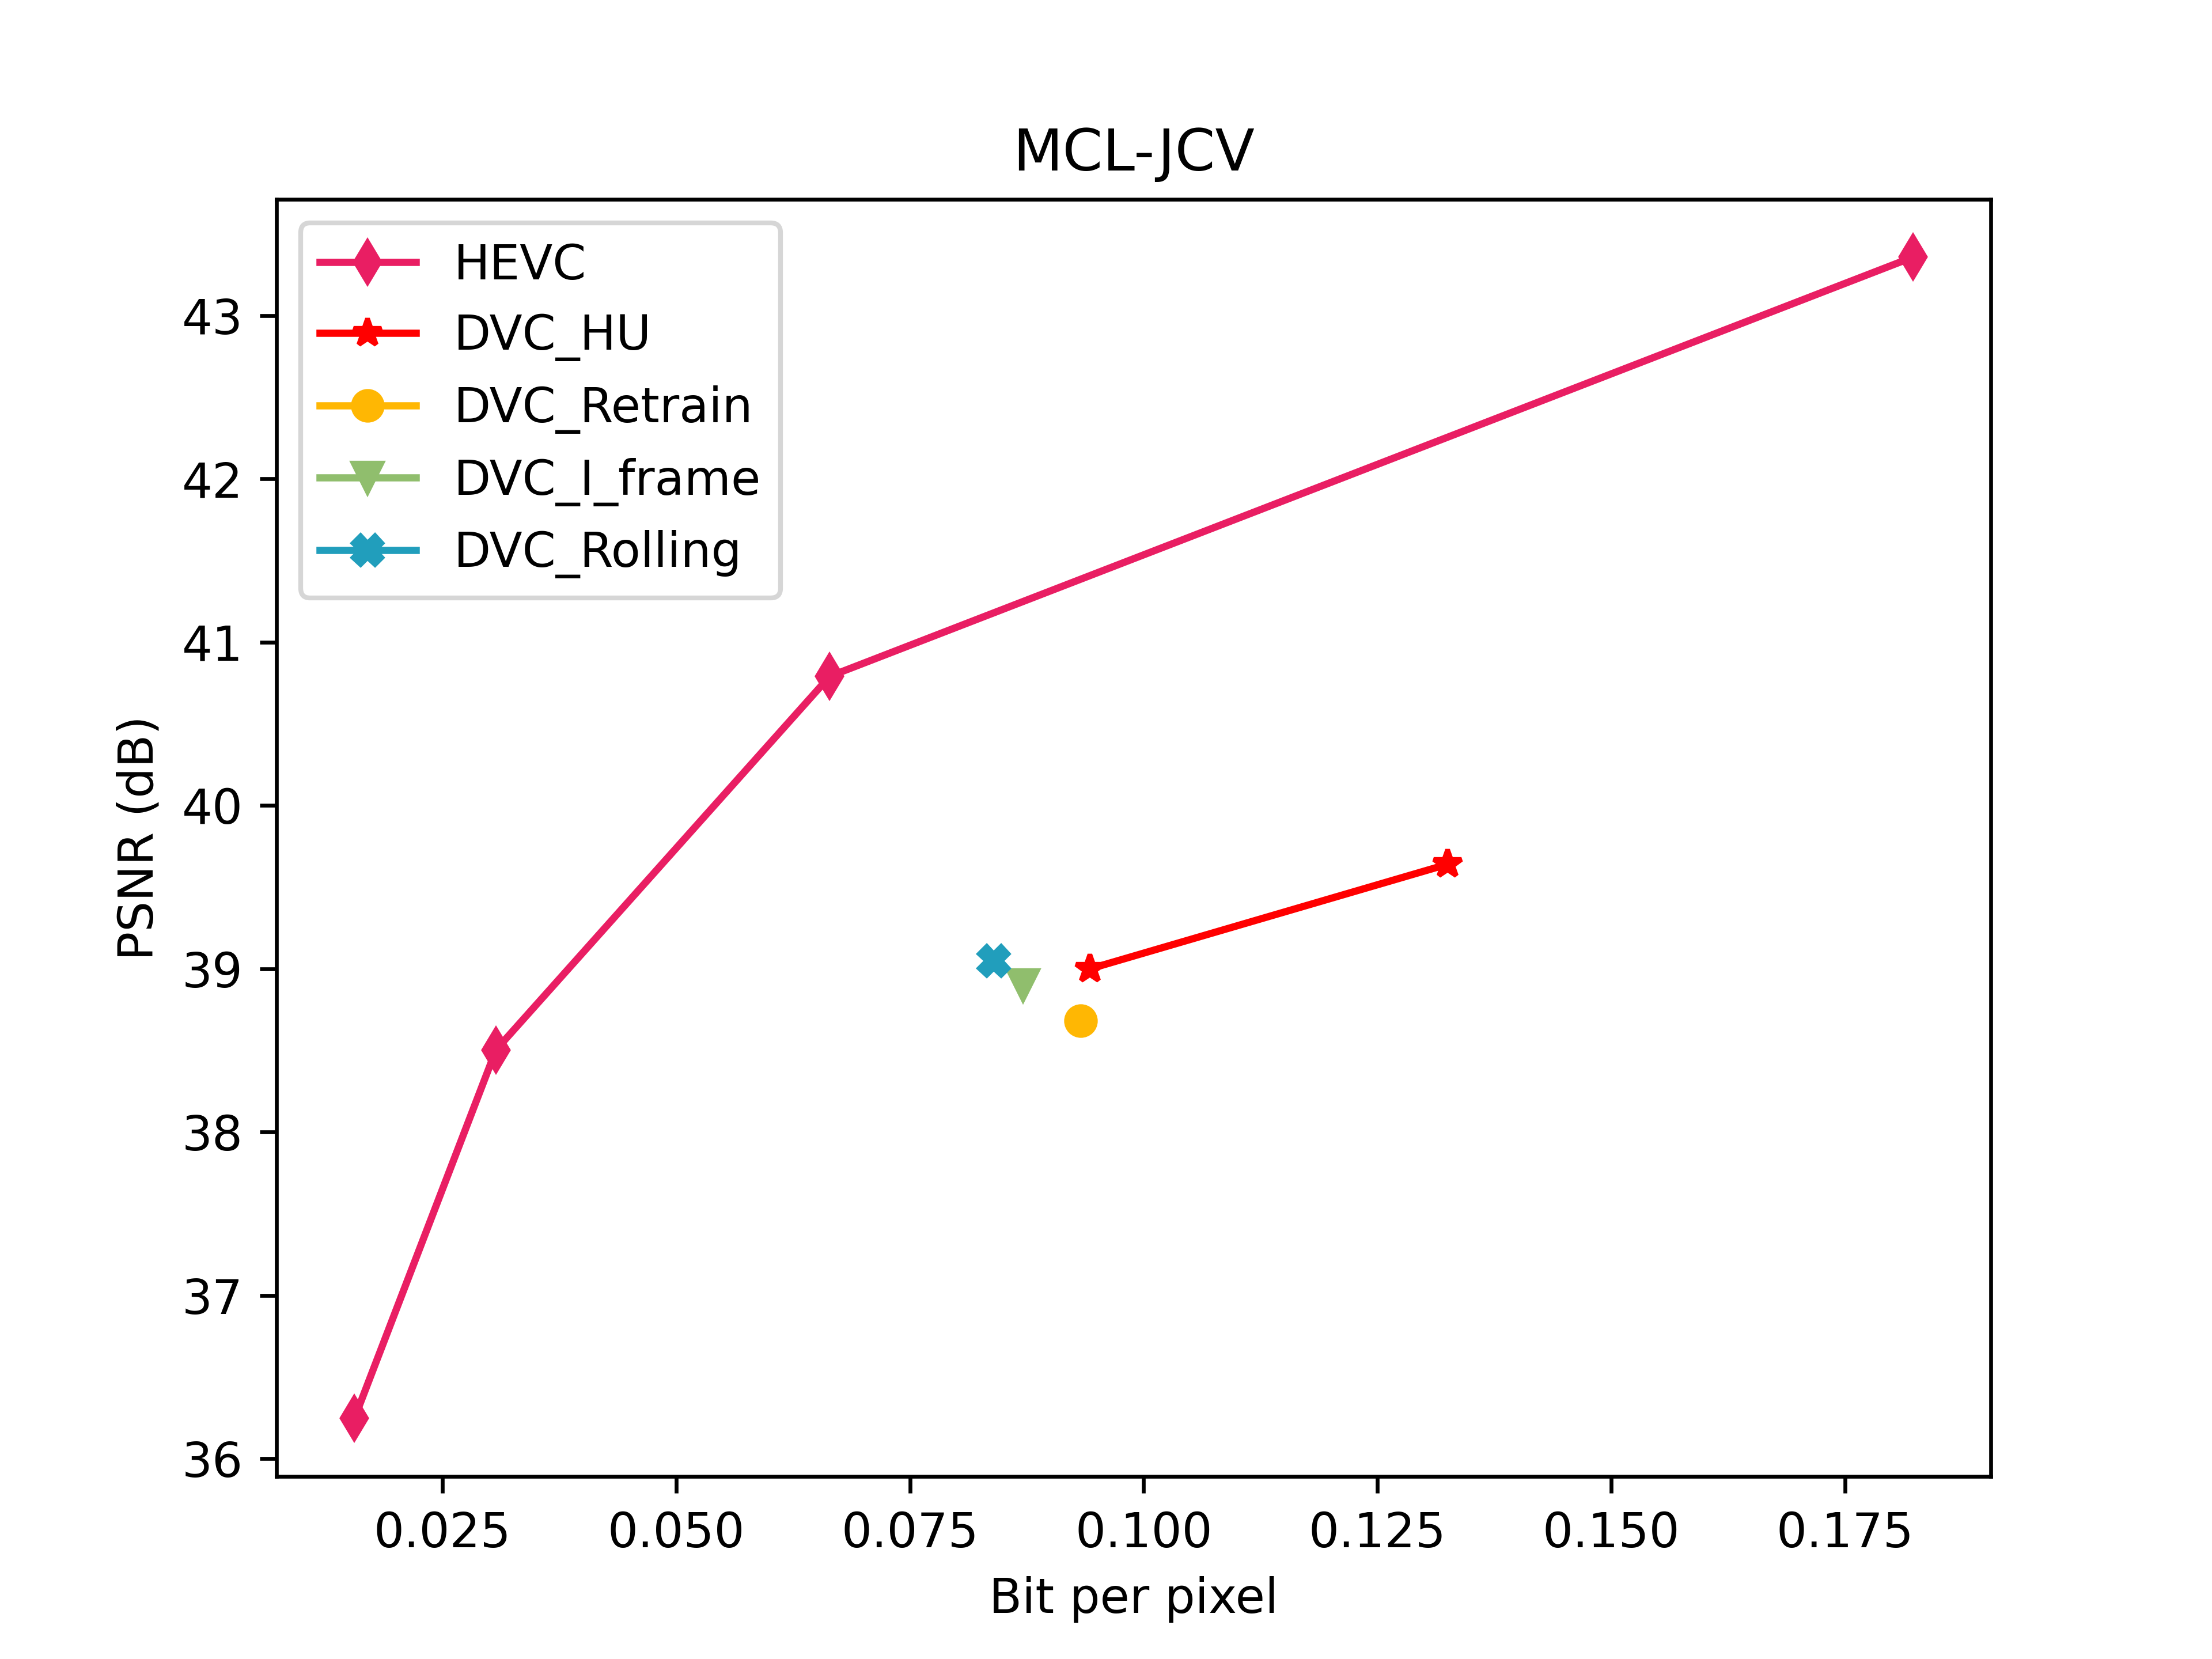 MCL-JCV
HEVC
DVC_HU
DVC_Retrain
DVC_I_frame
DVC_Rolling
43
42
41
40
39
38
37
36
PSNR (dB)
0.025 0.050 0.075 0.100 0.125 0.150 0.175
Bit per pixel